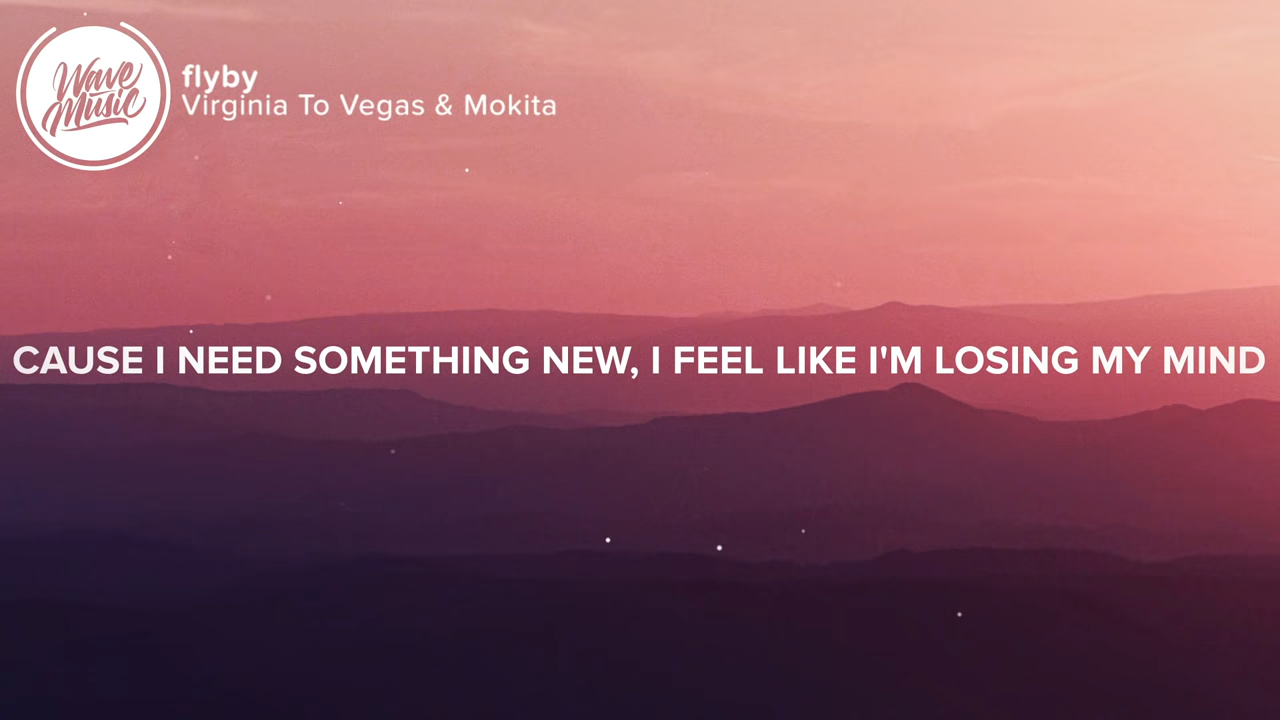 Wave
Music
flyby
Virginia To Vegas & Mokita
CAUSE I NEED SOMETHING NEW, I FEEL LIKE I'M LOSING MY MIND